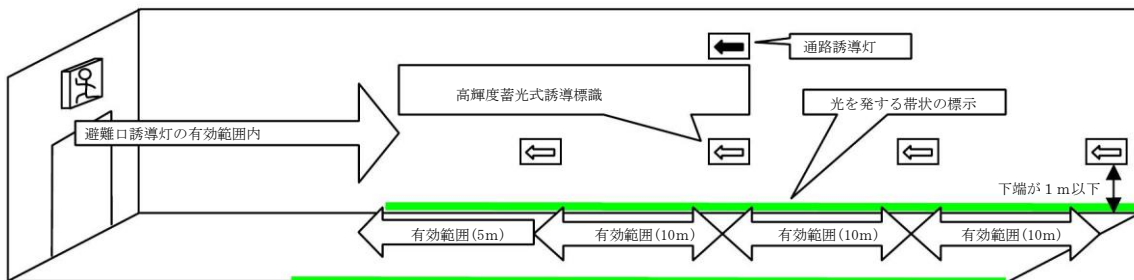 通路誘導灯
高輝度蓄光式誘導標識
光を発する帯状の標示
避難口誘導灯の有効範囲内
下端が１ｍ以下
有効範囲(5m)
有効範囲(10m)
有効範囲(10m)
有効範囲(10m)